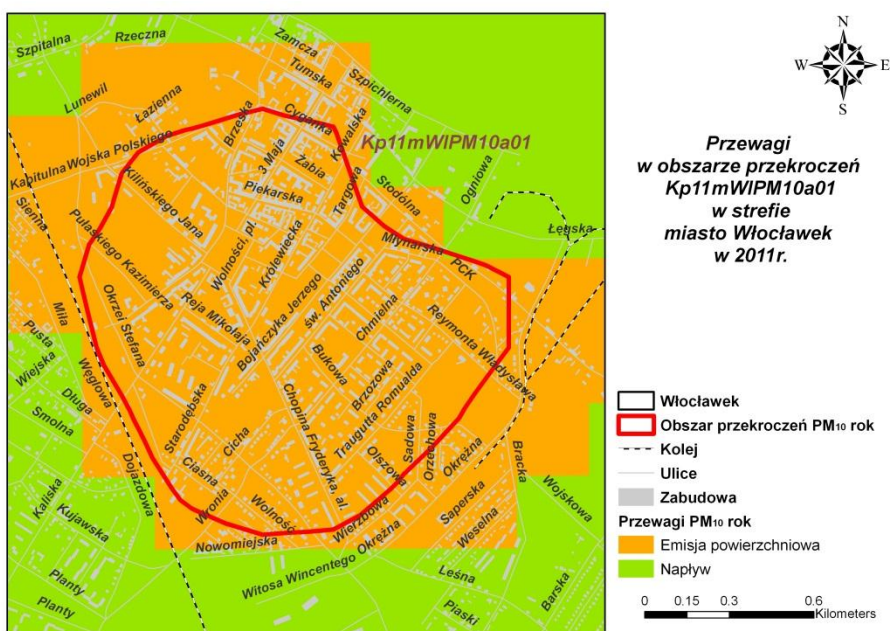 Szpitalna
Rzeczna
Zamcza
Tumska
Szpichlerna
Lunewil
Łazienna
Brzeska
Cyganka
Kowalska
Kp11mWlPM10a01
Kapitulna
Wojska Polskiego
3 Maja
Żabia
Sienna
Kilińskiego Jana
Piekarska
Targowa
Stodólna
Ogniowa
Łęgska
Pułaskiego Kazimierza
Wolności, pl.
Królewiecka
Młynarska
PCK
Okrzei Stefana
Reja Mikołaja
Bojańczyka Jerzego
św. Antoniego
Chmielna
Reymonta Władysława
Miła
Pusta
Wiejska
Węglowa
Długa
Smolna
Starodębska
Bukowa
Brzozowa
Traugutta Romualda
Cicha
Chopina Fryderyka, al.
Sadowa
Orzechowa
Okrężna
Bracka
Dojazdowa
Ciasna
Wronia
Wolność
Olszowa
Wierzbowa
Saperska
Weselna
Wojskowa
Kaliska
Kujawska
Nowomiejska
Okrężna
Witosa Wincentego
Leśna
Planty
Planty
Piaski
Barska
N
W
E
S
Przewagi
w obszarze przekroczeń
Kp11mWlPM10a01
w strefie
miasto Włocławek
w 2011r.
Włocławek
Obszar przekroczeń PM10 rok
Kolej
Ulice
Zabudowa
Przewagi PM10 rok
Emisja powierzchniowa
Napływ
0 0.15 0.3 0.6
Kilometers